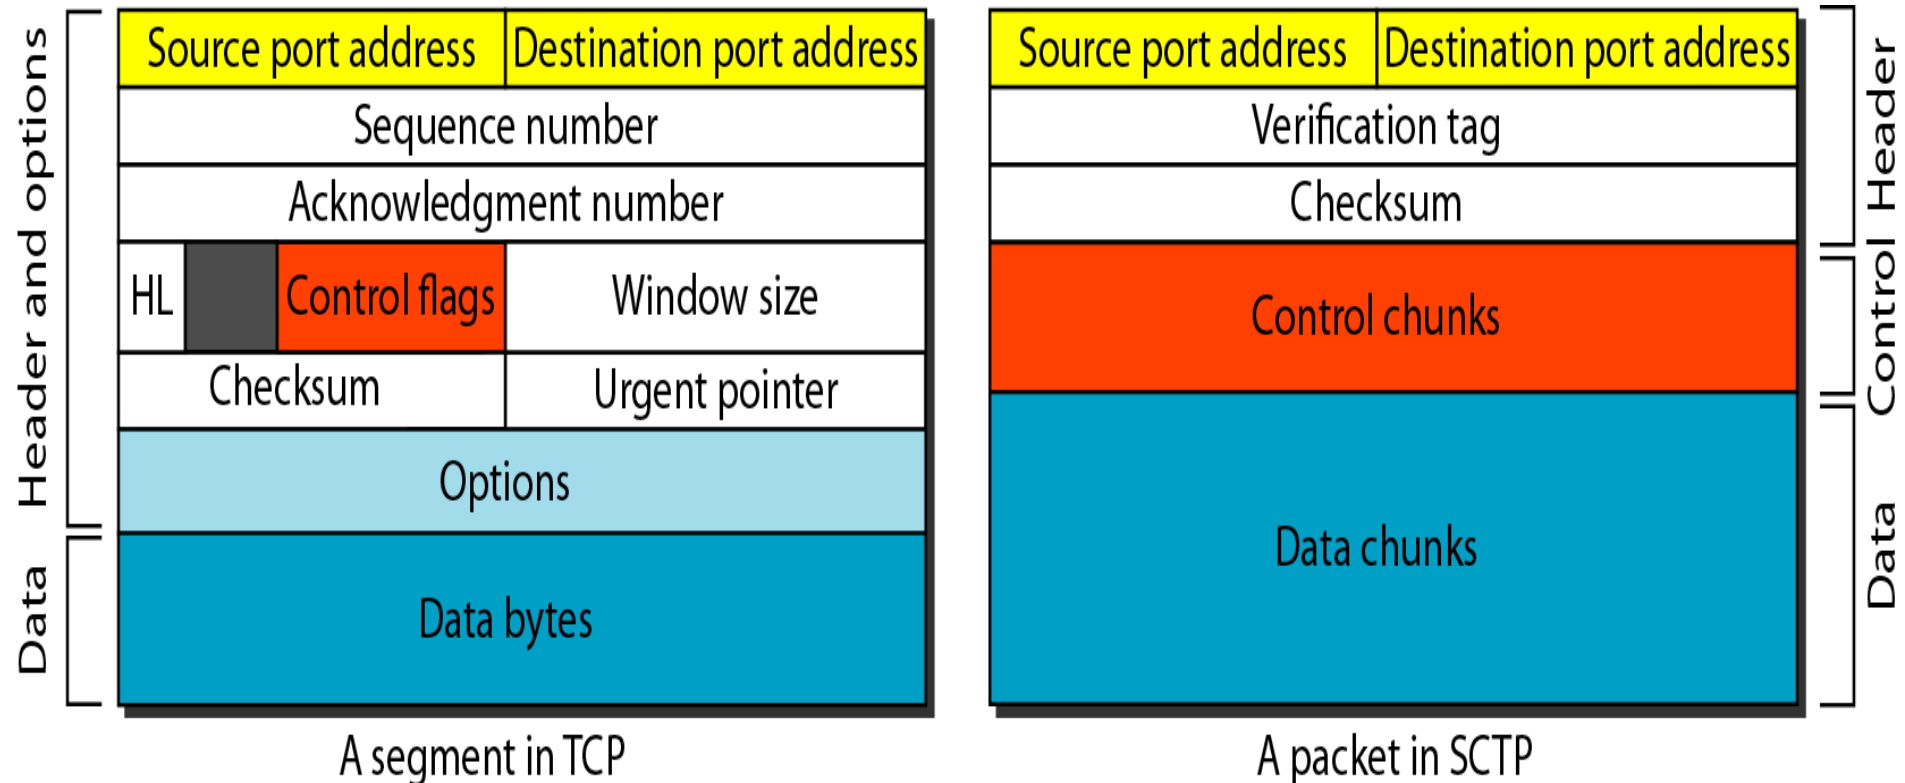 Header and options
Data
Source port address
Destination port address
Sequence number
Acknowledgment number
HL
Control flags
Window size
Checksum
Urgent pointer
Options
Data bytes
A segment in TCP
Source port address
Destination port address
Verification tag
Checksum
Control chunks
Data chunks
A packet in SCTP
Header
Control
Data